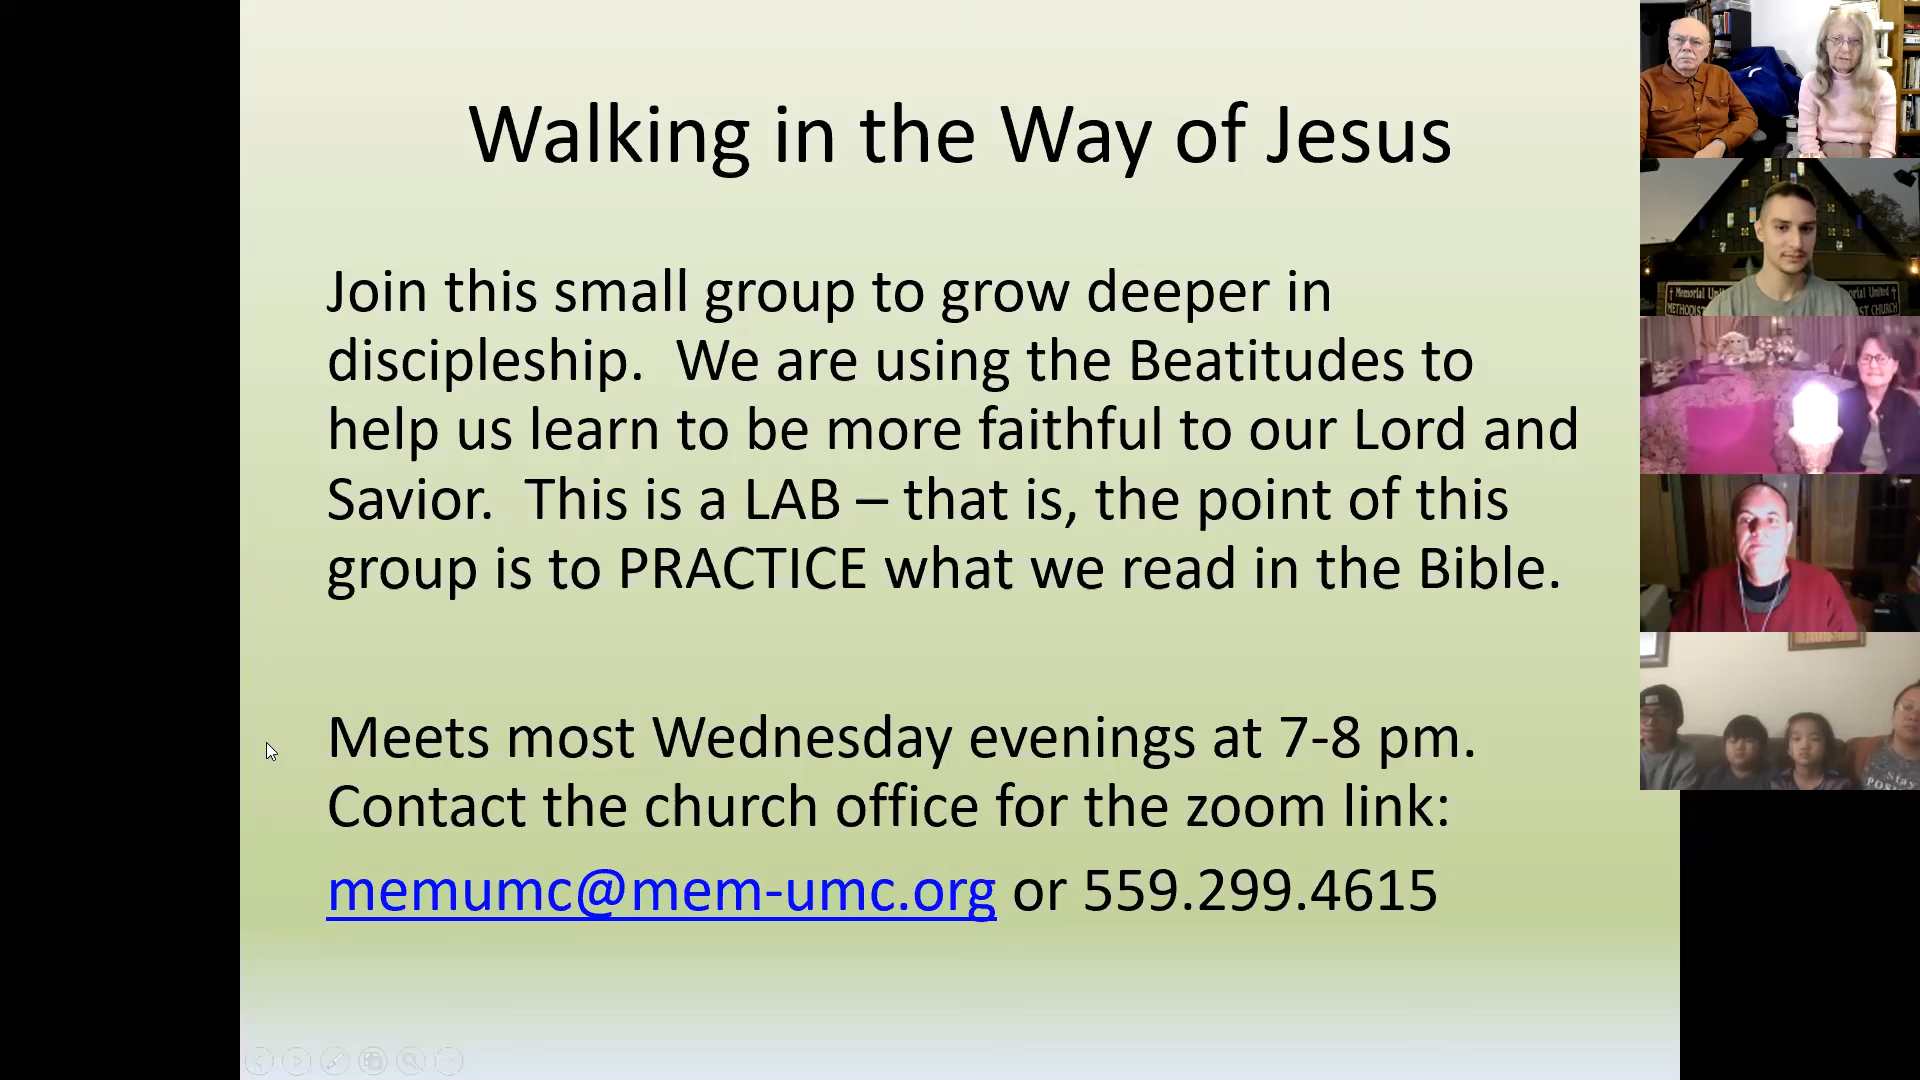 Walking in the Way of Jesus
Join this small group to grow deeper in
discipleship.  We are using the Beatitudes to
help us learn to be more faithful to our Lord and
Savior.  This is a LAB – that is, the point of this
group is to PRACTICE what we read in the Bible.
Meets most Wednesday evenings at 7-8 pm.
Contact the church office for the zoom link:
memumc@mem-umc.org or 559.299.4615
Memorial
United
CHURCH
Stay